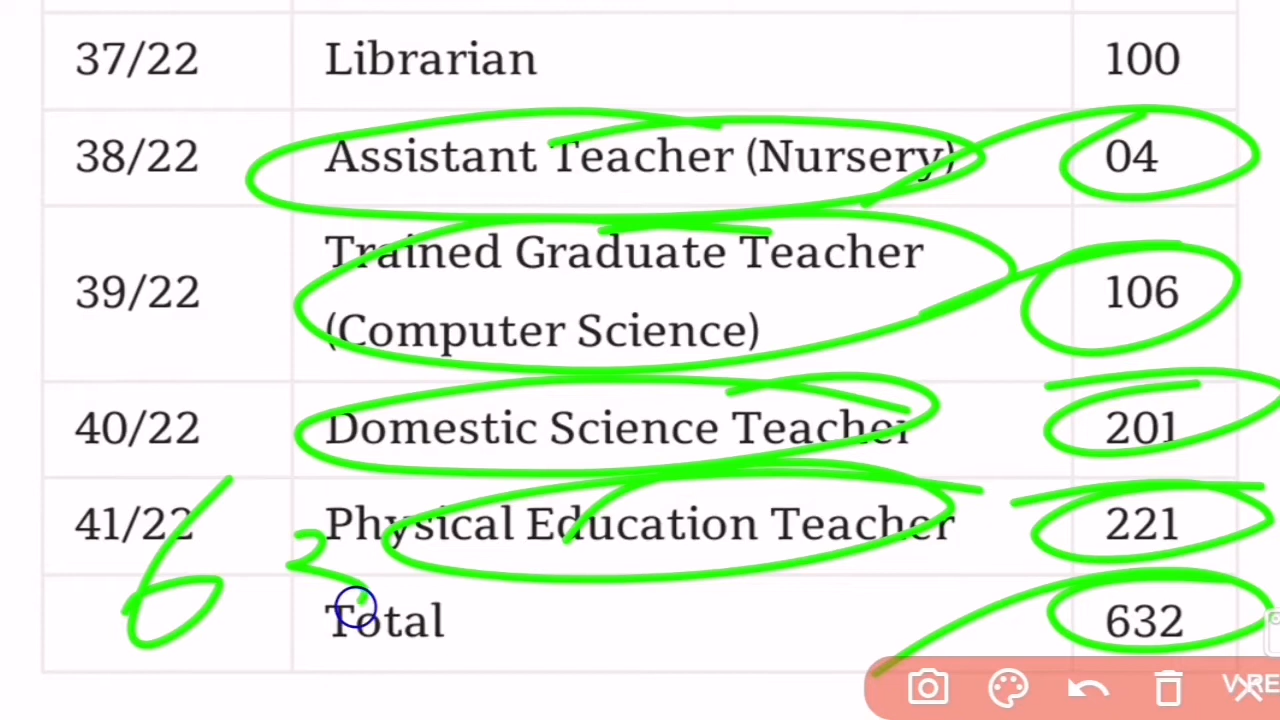 37/22 Librarian 100
38/22 Assistant Teacher (Nursery) 04
39/22 Trained Graduate Teacher (Computer Science) 106
40/22 Domestic Science Teacher 201
41/22 Physical Education Teacher 221
Total 632
63